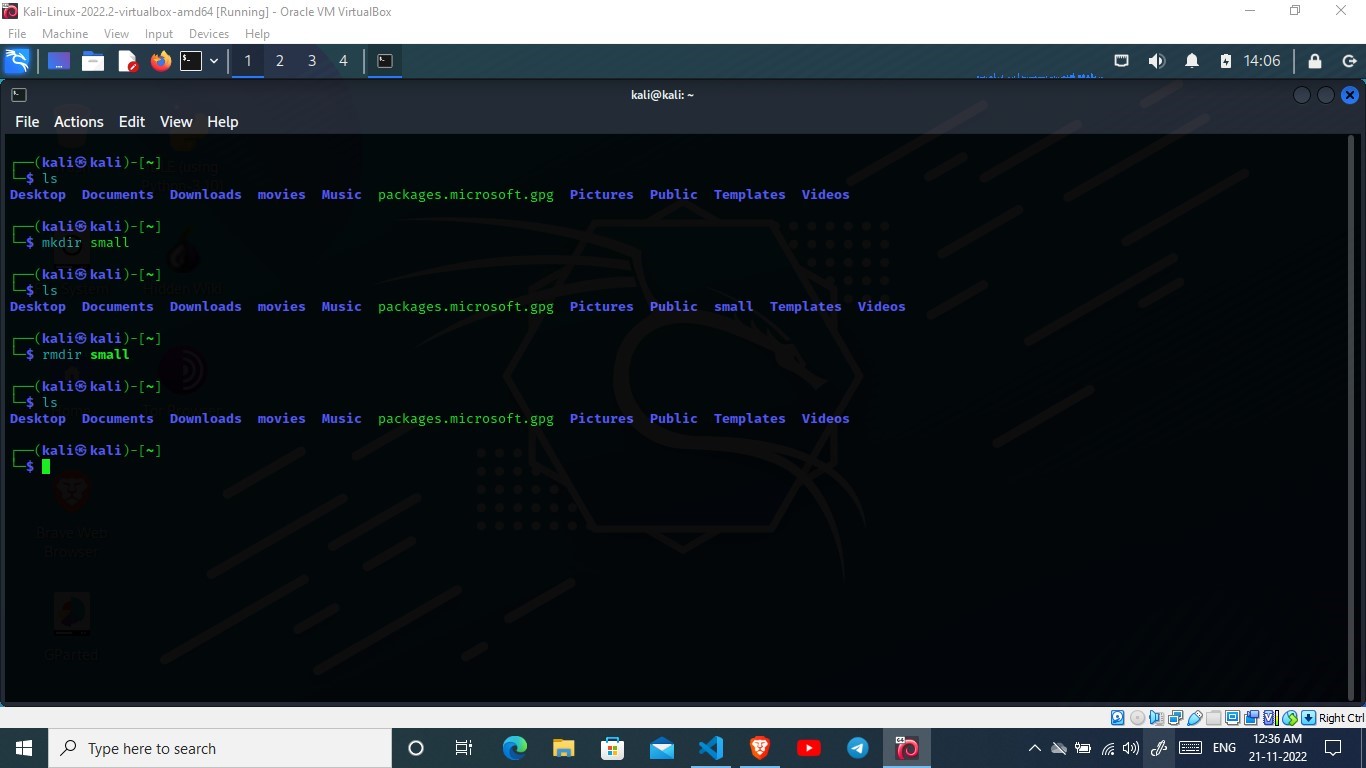 Kali-Linux-2022.2-virtualbox-amd64 [Running] - Oracle VM VirtualBox
File Machine View Input Devices Help
1 2 3 4 14:06
kali@kali: ~
File Actions Edit View Help
┌──(kali㉿kali)-[~]
└─$ ls
Desktop Documents Downloads movies Music packages.microsoft.gpg Pictures Public Templates Videos
┌──(kali㉿kali)-[~]
└─$ mkdir small
┌──(kali㉿kali)-[~]
└─$ ls
Desktop Documents Downloads movies Music packages.microsoft.gpg Pictures Public small Templates Videos
┌──(kali㉿kali)-[~]
└─$ rmdir small
┌──(kali㉿kali)-[~]
└─$ ls
Desktop Documents Downloads movies Music packages.microsoft.gpg Pictures Public Templates Videos
┌──(kali㉿kali)-[~]
└─$
Brave Web
Browser
GParted
Right Ctrl
Type here to search
ENG
12:36 AM
21-11-2022